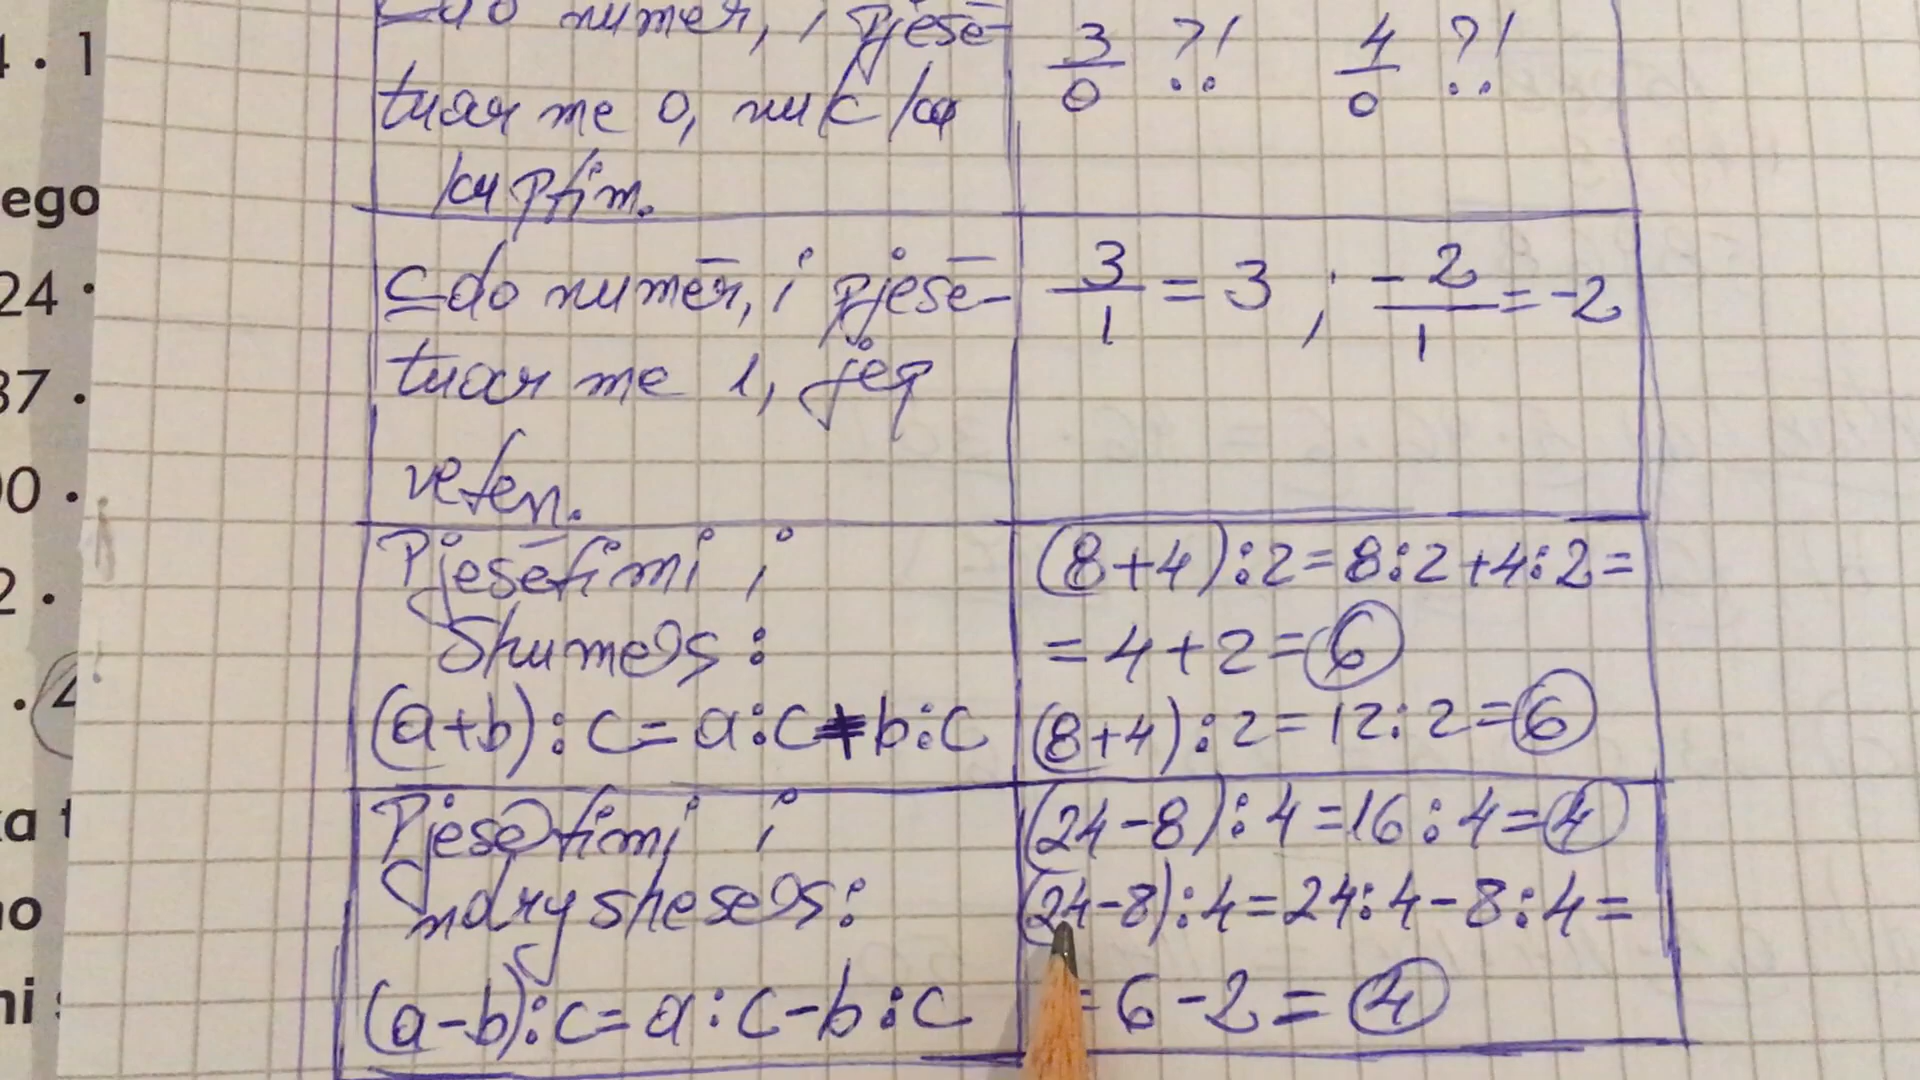 Çdo numër, i pjesë-
tuar me 0, nuk ka
kuptim.
3/0 ?! 4/0 ?!
Çdo numër, i pjesë-
tuar me 1, jep
veten.
3/1 = 3 ; -2/1 = -2
Pjesëtimi i
Shumës:
(a+b):c=a:c+b:c
(8+4):2=8:2+4:2=
=4+2=6
(8+4):2=12:2=6
Pjesëtimi i
ndryshesës:
(a-b):c=a:c-b:c
(24-8):4=16:4=4
(24-8):4=24:4-8:4=
=6-2=4
. 1
ego
24 .
37 .
0 .
2 .
. 4